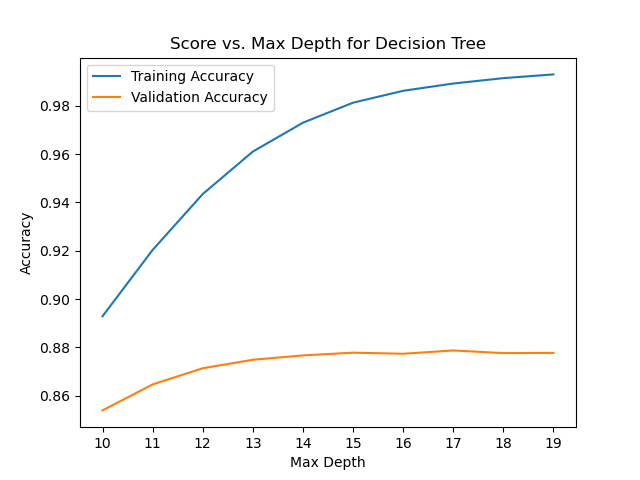 Score vs. Max Depth for Decision Tree
Training Accuracy
Validation Accuracy
0.98
0.96
0.94
0.92
0.90
0.88
0.86
Accuracy
10 11 12 13 14 15 16 17 18 19
Max Depth